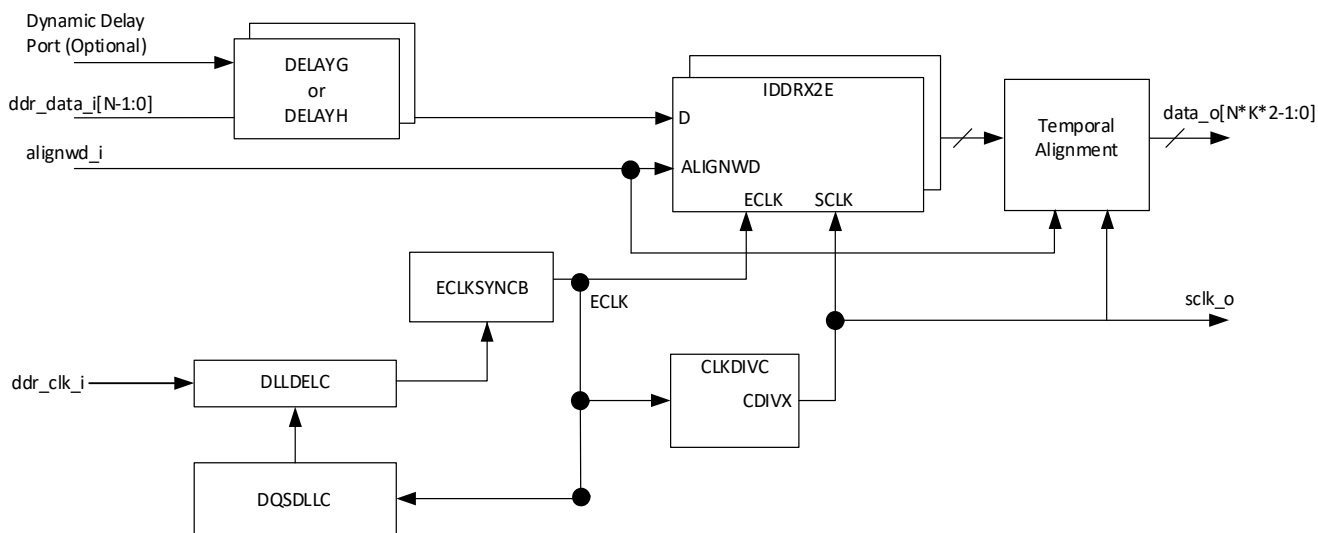 Dynamic Delay
Port (Optional)
DELAYG
or
DELAYH
ddr_data_i[N-1:0]
alignwd_i
IDDRX2E
D
ALIGNWD
ECLK
SCLK
Temporal
Alignment
data_o[N*K*2-1:0]
ECLKSYNCB
ECLK
sclk_o
ddr_clk_i
DLLDELC
CLKDIVC
CDIVX
DQSDLLC